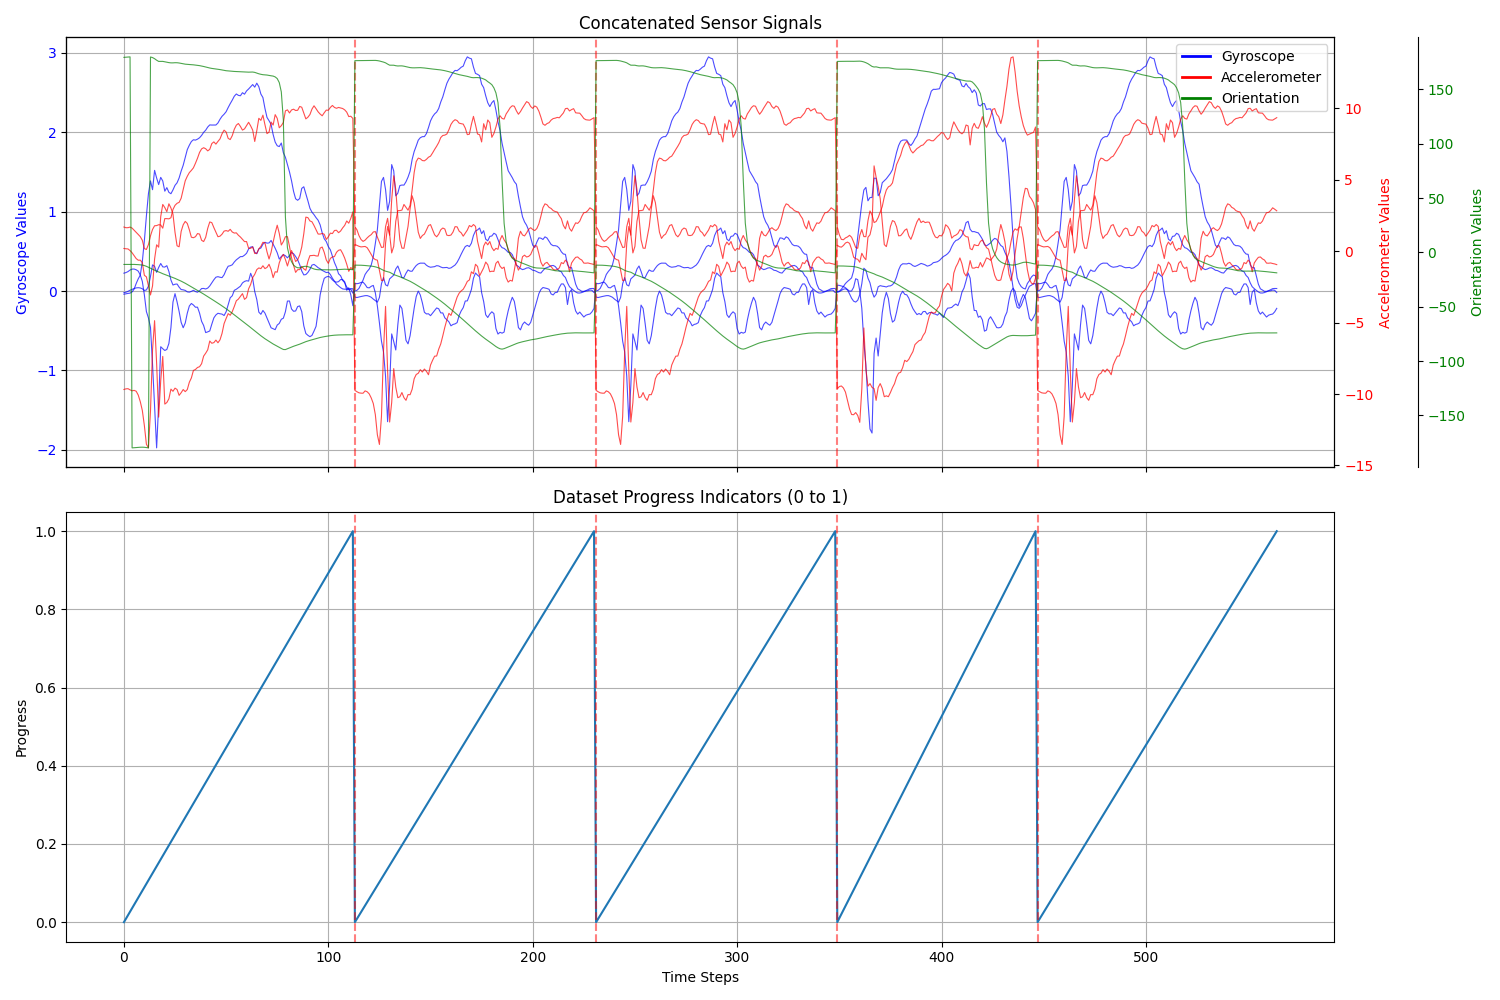 Concatenated Sensor Signals
Gyroscope Values
3
2
1
0
−1
−2
Gyroscope
Accelerometer
Orientation
10
5
0
−5
−10
−15
Accelerometer Values
150
100
50
0
−50
−100
−150
Orientation Values
Dataset Progress Indicators (0 to 1)
Progress
1.0
0.8
0.6
0.4
0.2
0.0
0 100 200 300 400 500
Time Steps